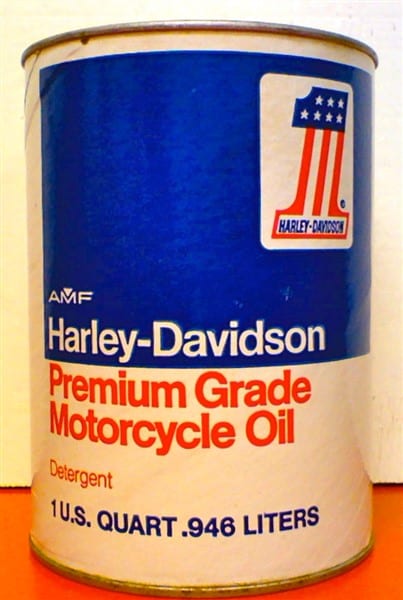 HARLEY-DAVIDSON
AMF
Harley-Davidson
Premium Grade
Motorcycle Oil
Detergent
1 U.S. QUART .946 LITERS